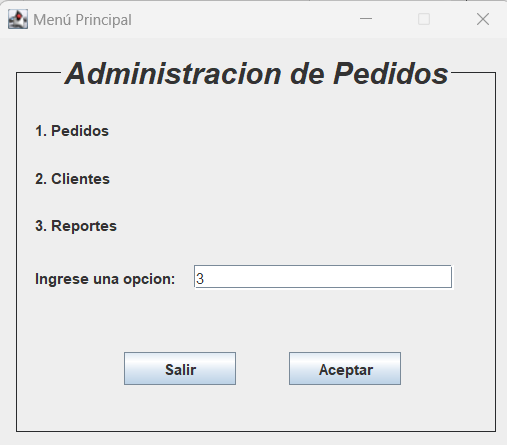 Menú Principal
Administracion de Pedidos
1. Pedidos
2. Clientes
3. Reportes
Ingrese una opcion: 3
Salir Aceptar